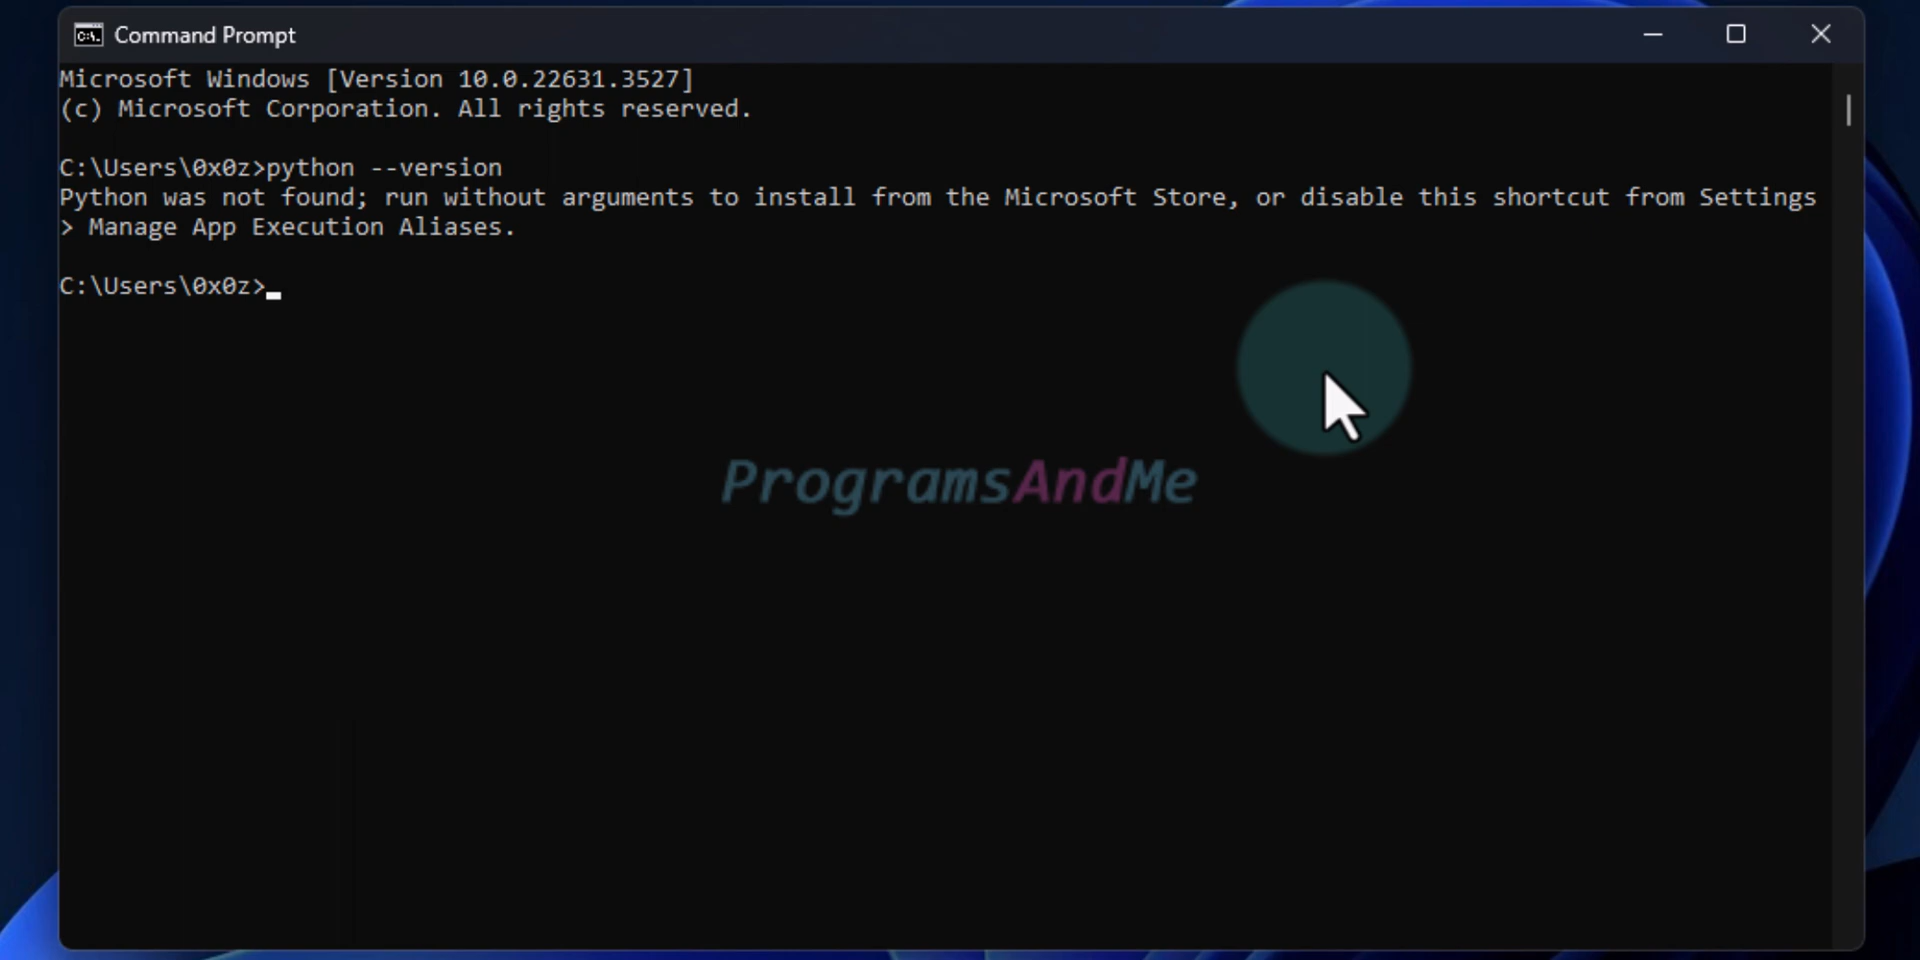 Command Prompt
Microsoft Windows [Version 10.0.22631.3527]
(c) Microsoft Corporation. All rights reserved.
C:\Users\0x0z>python --version
Python was not found; run without arguments to install from the Microsoft Store, or disable this shortcut from Settings
> Manage App Execution Aliases.
C:\Users\0x0z>
ProgramsAndMe